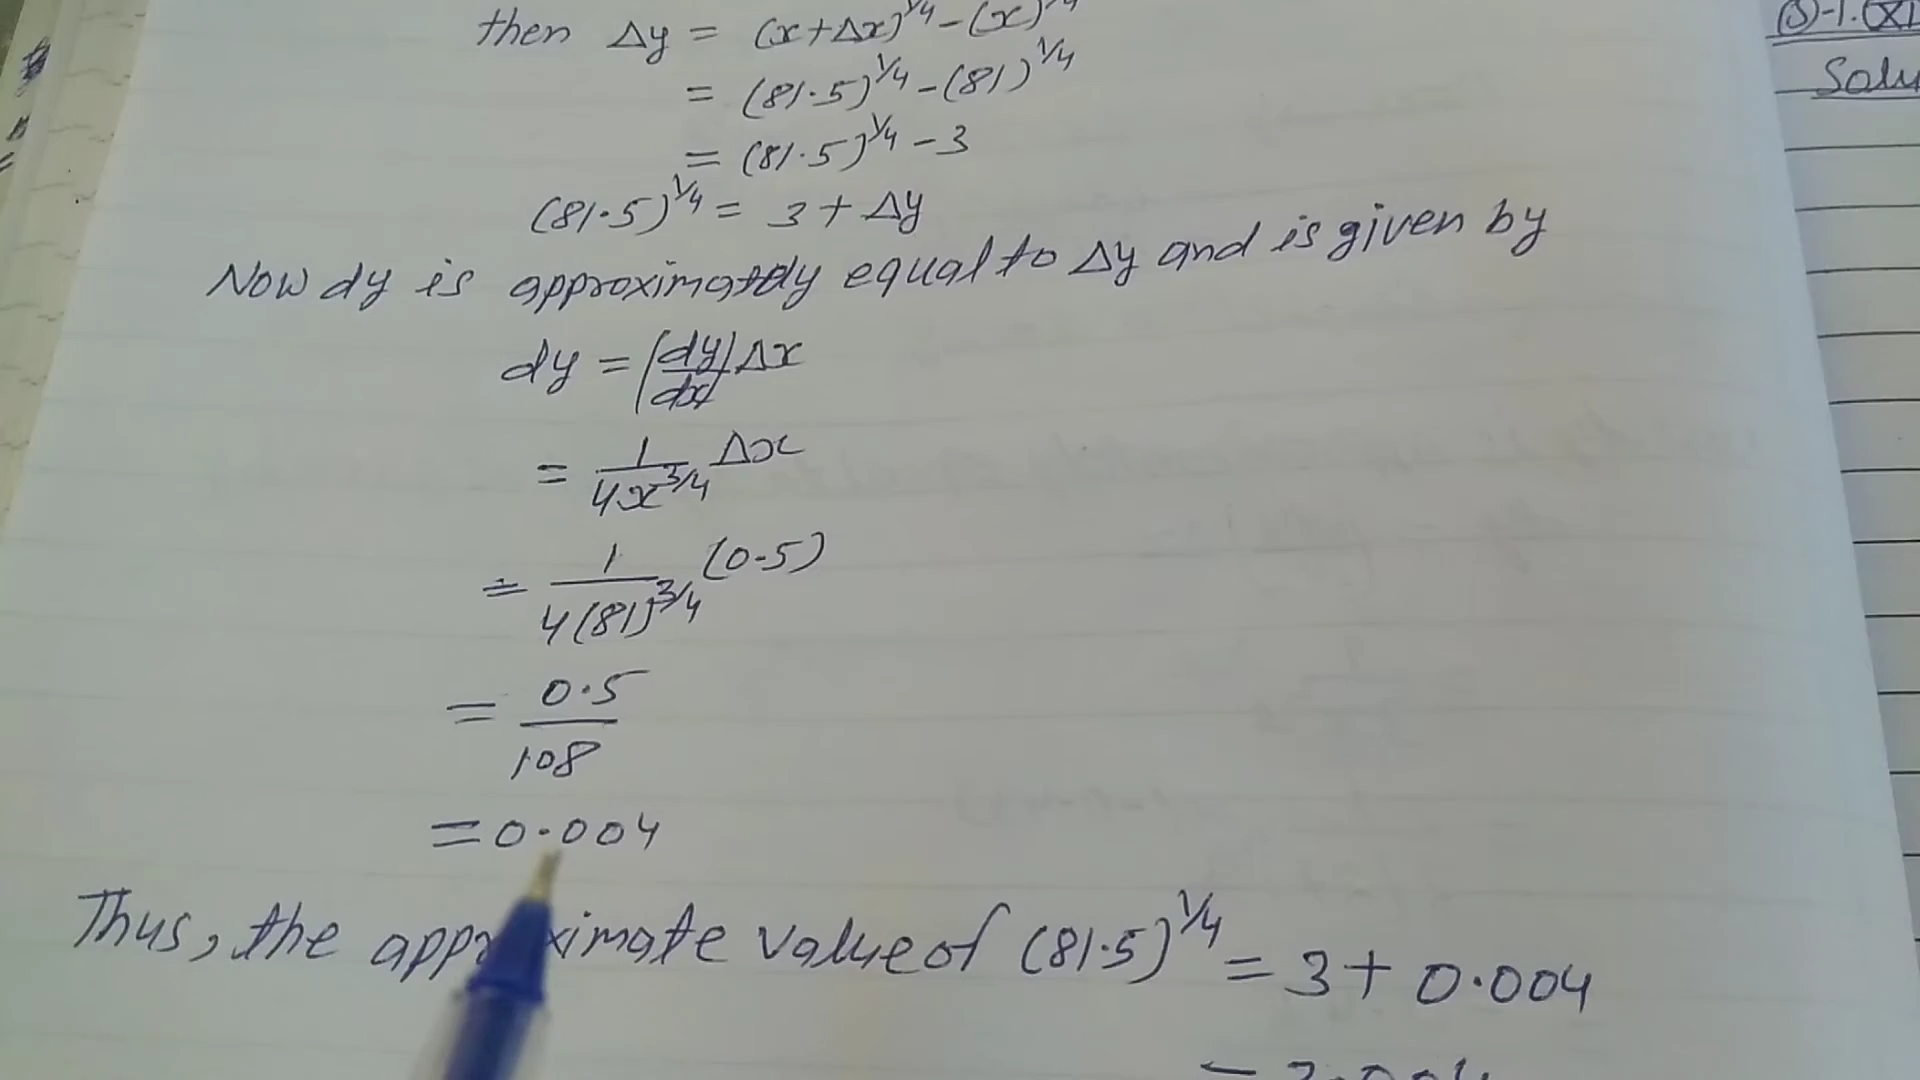 then Δy = (x+Δx)^1/4 - (x)^1/4
= (81.5)^1/4 - (81)^1/4
= (81.5)^1/4 - 3
(81.5)^1/4 = 3 + Δy
Now dy is approximately equal to Δy and is given by
dy = (dy/dx) Δx
= 1/4x^3/4 Δx
= 1/4(81)^3/4 (0.5)
= 0.5/108
= 0.004
Thus, the approximate value of (81.5)^1/4 = 3 + 0.004
= 3.004